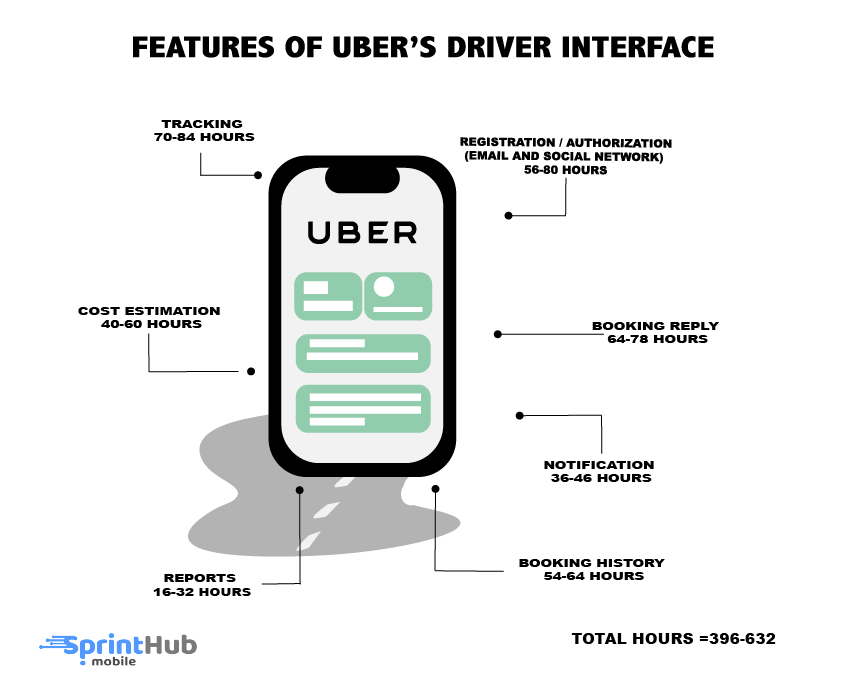 FEATURES OF UBER'S DRIVER INTERFACE
TRACKING
70-84 HOURS
REGISTRATION / AUTHORIZATION
(EMAIL AND SOCIAL NETWORK)
56-80 HOURS
UBER
COST ESTIMATION
40-60 HOURS
BOOKING REPLY
64-78 HOURS
NOTIFICATION
36-46 HOURS
BOOKING HISTORY
54-64 HOURS
REPORTS
16-32 HOURS
TOTAL HOURS =396-632
SprintHub
mobile